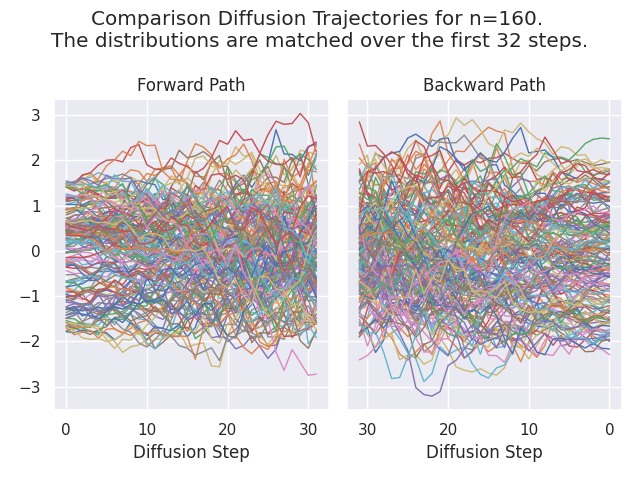 Comparison Diffusion Trajectories for n=160.
The distributions are matched over the first 32 steps.
Forward Path
Backward Path
3
2
1
0
−1
−2
−3
0 10 20 30
30 20 10 0
Diffusion Step
Diffusion Step